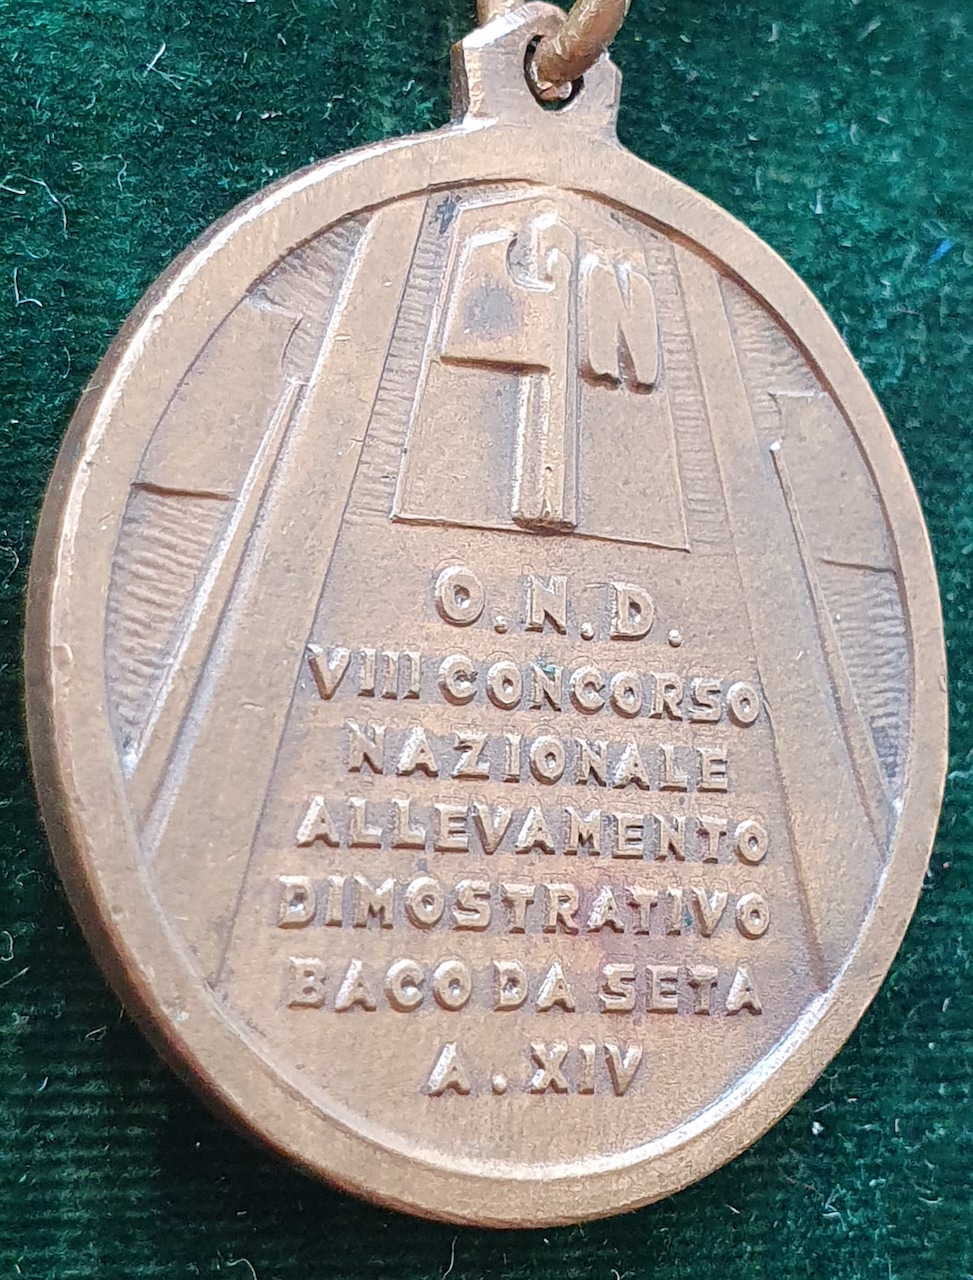 N
O.N.D.
VIII CONCORSO
NAZIONALE
ALLEVAMENTO
DIMOSTRATIVO
BACO DA SETA
A. XIV